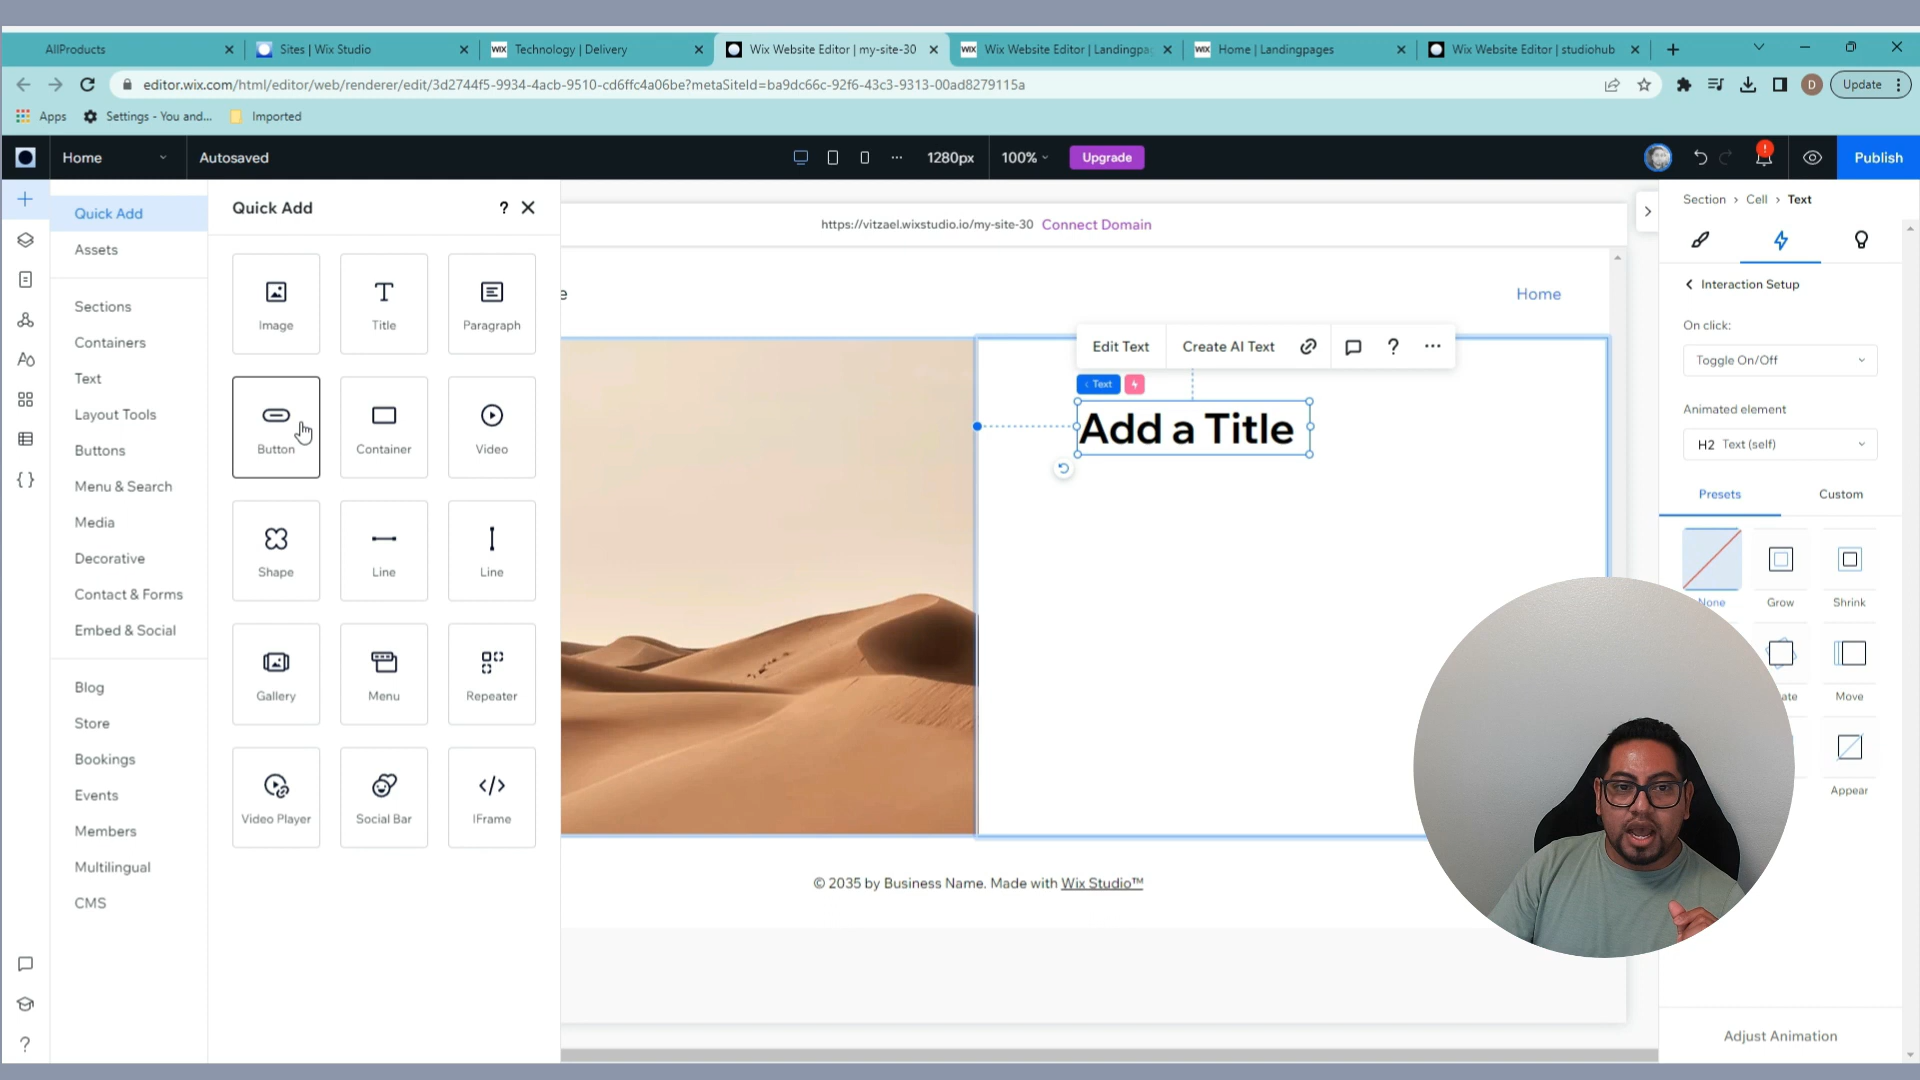 AllProducts
Sites | Wix Studio
WIX Technology | Delivery
Wix Website Editor | my-site-30
WIX Wix Website Editor | Landingpa
WIX Home | Landingpages
Wix Website Editor | studiohub
editor.wix.com/html/editor/web/renderer/edit/3d2744f5-9934-4acb-9510-cd6ffc4a06be?metaSiteId=ba9dc66c-92f6-43c3-9313-00ad8279115a
D
Update
Apps
Settings - You and...
Imported
Home
Autosaved
1280px
100%
Upgrade
Publish
Quick Add
Assets
Sections
Containers
Text
Layout Tools
Buttons
Menu & Search
Media
Decorative
Contact & Forms
Embed & Social
Blog
Store
Bookings
Events
Members
Multilingual
CMS
Quick Add
?
Image
Title
Paragraph
Button
Container
Video
Shape
Line
Line
Gallery
Menu
Repeater
Video Player
Social Bar
IFrame
https://vitzael.wixstudio.io/my-site-30 Connect Domain
e
Home
Edit Text
Create AI Text
?
Text
Add a Title
© 2035 by Business Name. Made with Wix Studio™
Section > Cell > Text
Interaction Setup
On click:
Toggle On/Off
Animated element
H2 Text (self)
Presets
Custom
None
Grow
Shrink
ate
Move
Appear
Adjust Animation
?